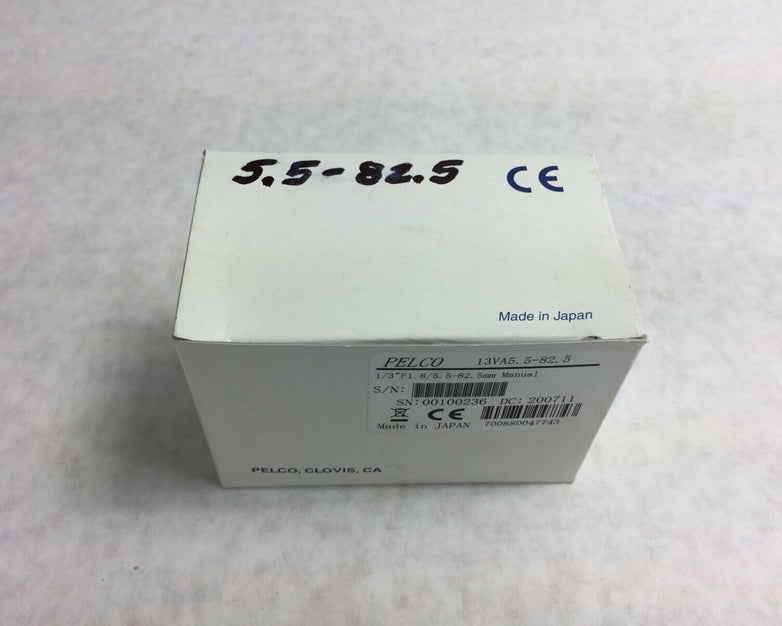 5.5-82.5 CE
Made in Japan
PELCO 13VA5.5-82.5
1/3"F1.8/5.5-82.5mm Manual
S/N:
SN:00100236 DC:200711
CE
Made in JAPAN 700880047743
PELCO, CLOVIS, CA